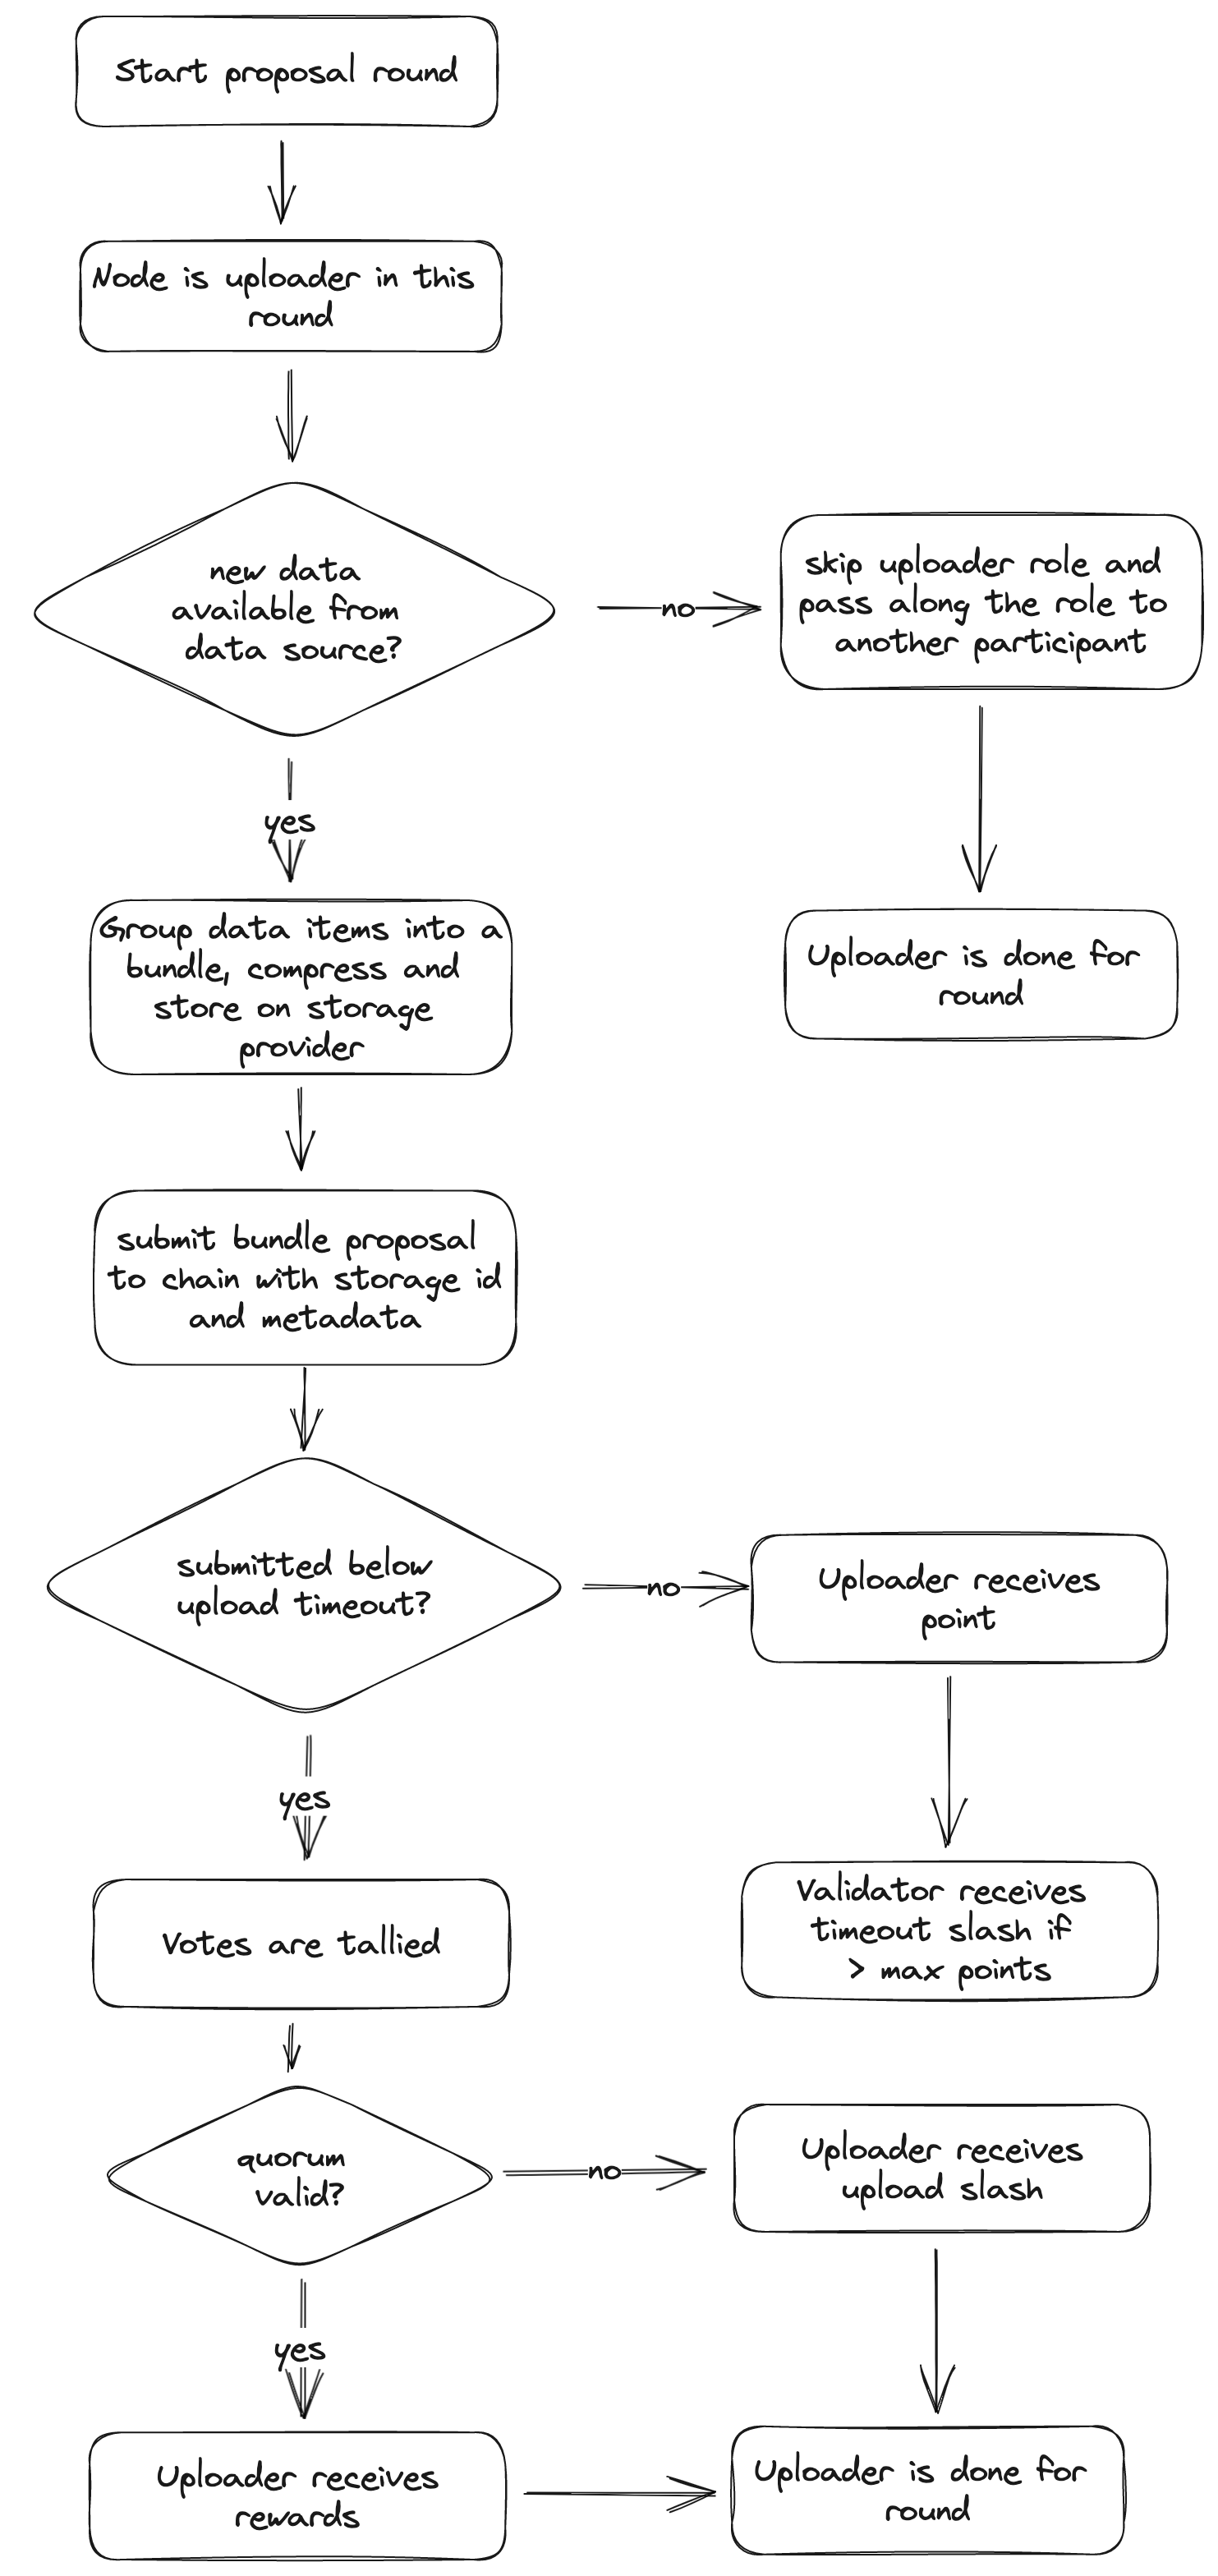 Start proposal round
Node is uploader in this
round
new data
available from
data source?
no
skip uploader role and
pass along the role to
another participant
yes
Uploader is done for
round
Group data items into a
bundle, compress and
store on storage
provider
submit bundle proposal
to chain with storage id
and metadata
submitted below
upload timeout?
no
Uploader receives
point
yes
Validator receives
timeout slash if
> max points
Votes are tallied
quorum
valid?
no
Uploader receives
upload slash
yes
Uploader receives
rewards
Uploader is done for
round